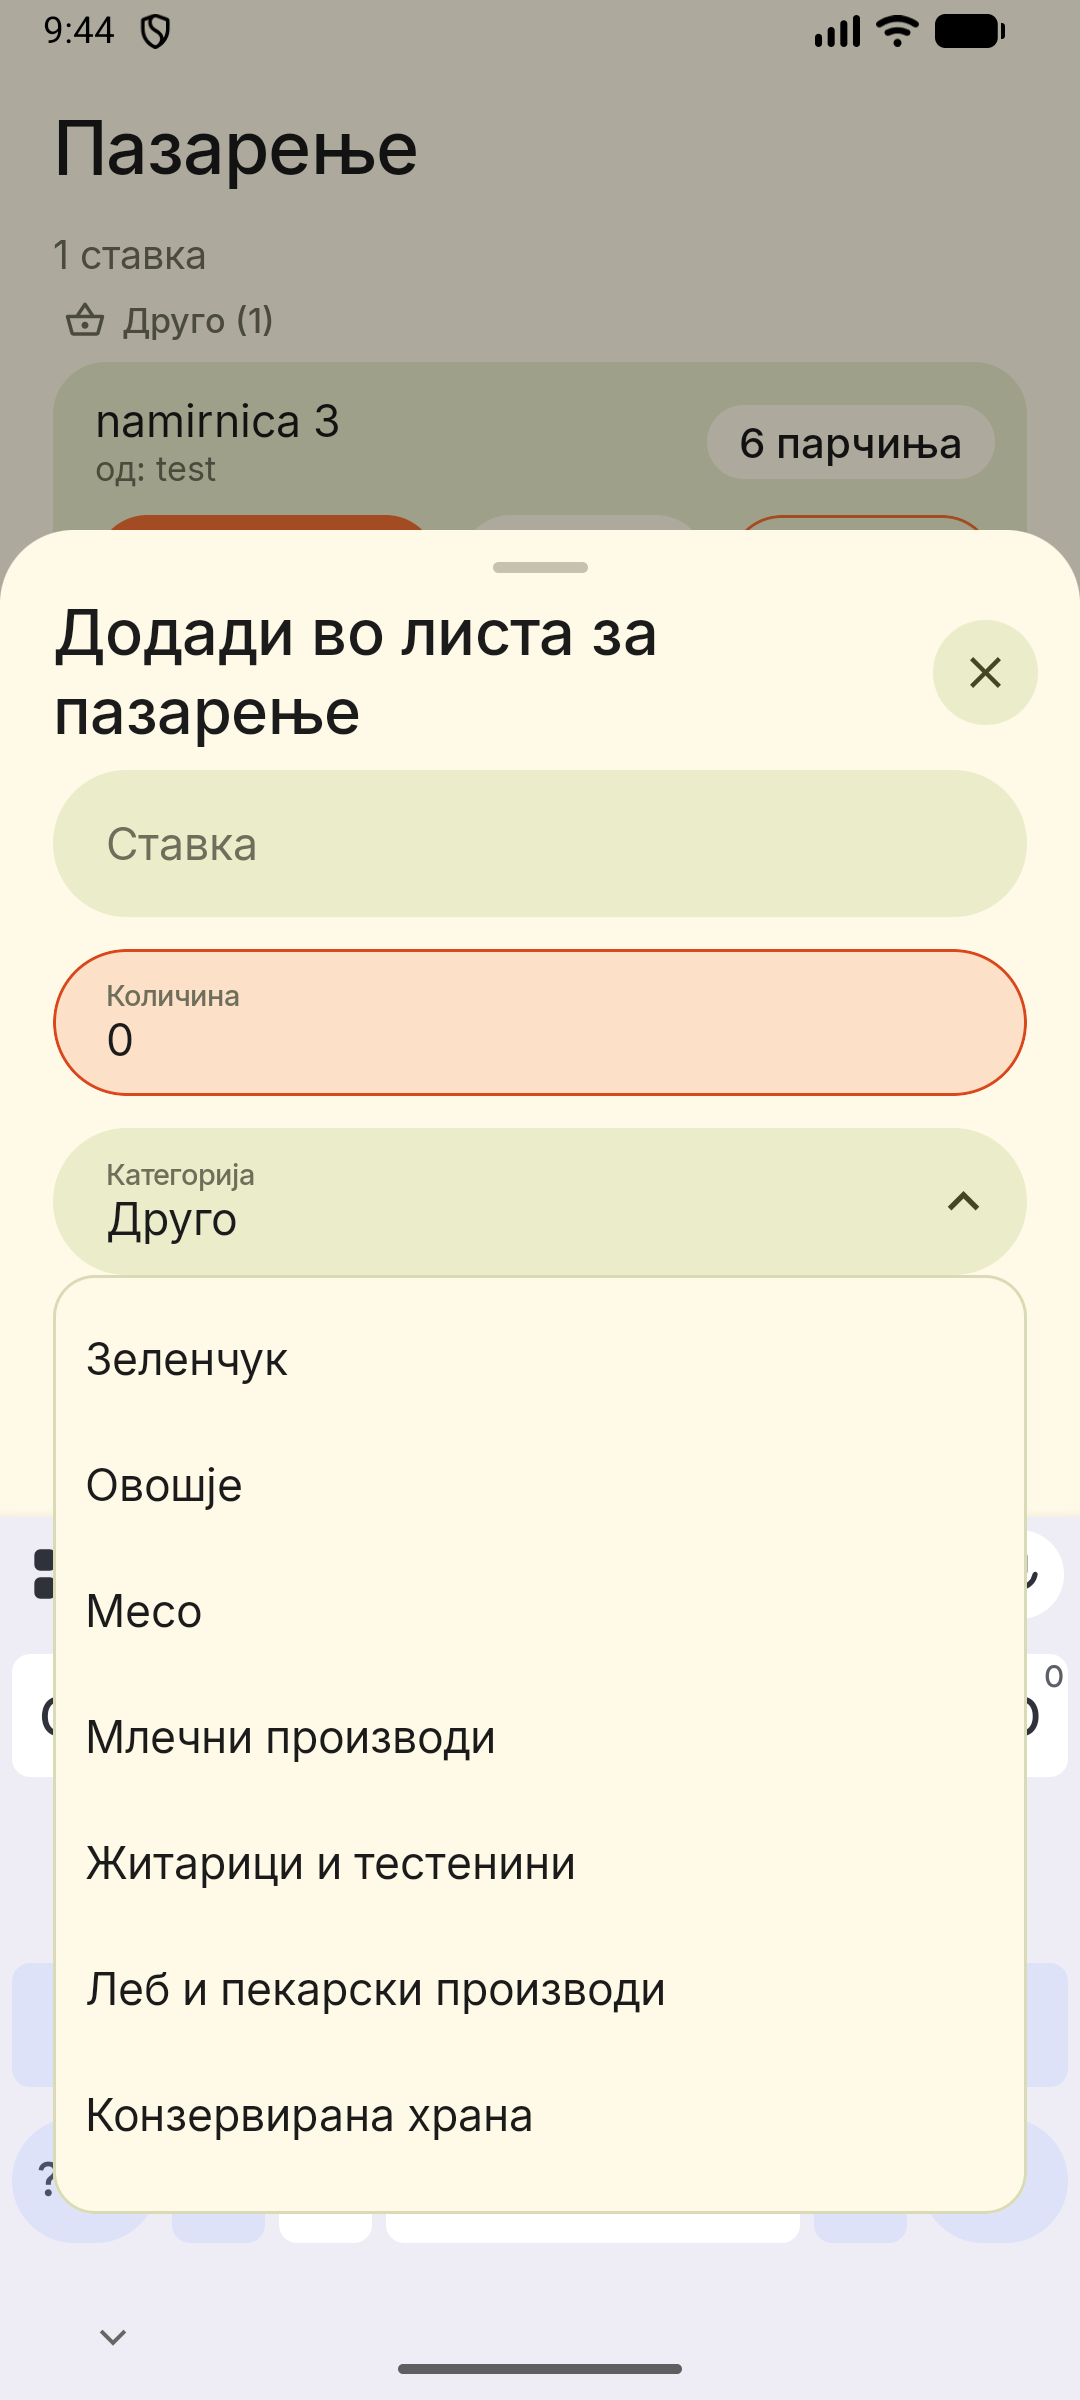 9:44
Пазарење
1 ставка
Друго (1)
namirnica 3
од: test
6 парчиња
Додади во листа за
пазарење
Ставка
Количина
0
Категорија
Друго
Зеленчук
Овошје
Месо
Млечни производи
Житарици и тестенини
Леб и пекарски производи
Конзервирана храна
0
?